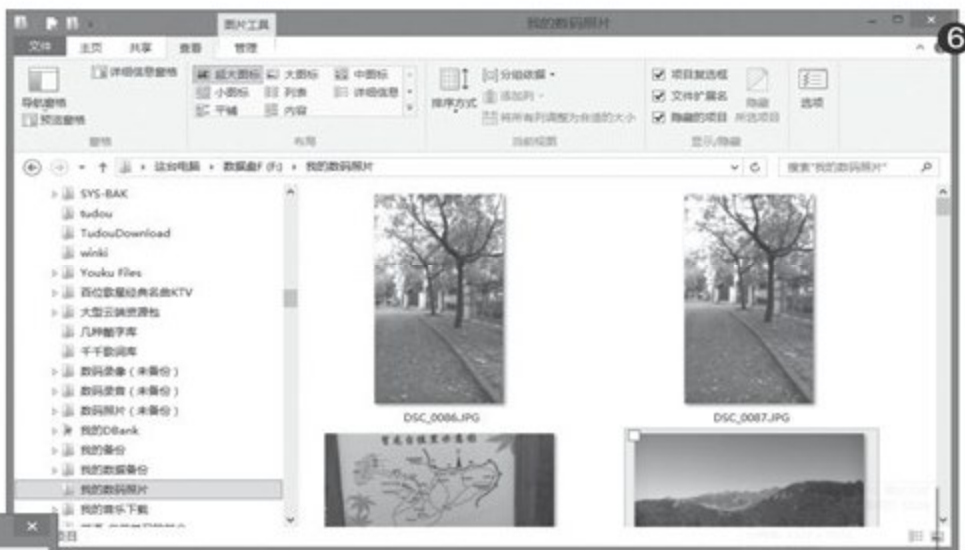 图片工具
我的数码照片
6
文件 主页 共享 查看 管理
导航窗格
预览窗格
详细信息窗格
窗格
超大图标 大图标 中图标
小图标 列表 详细信息
平铺 内容
布局
排序方式
分组依据
添加列
将所有列调整为合适的大小
当前视图
项目复选框
文件扩展名
隐藏的项目
隐藏
所选项目
显示/隐藏
选项
这台电脑 数据盘F (F:) 我的数码照片
搜索"我的数码照片"
SYS-BAK
tudou
TudouDownload
winki
Youku Files
百位歌星经典名曲KTV
大型云端资源包
几种酷字库
千千歌词库
数码录像（未备份）
数码录音（未备份）
数码照片（未备份）
我的DBank
我的备份
我的数据备份
我的数码照片
我的音乐下载
DSC_0086.JPG
DSC_0087.JPG
项目